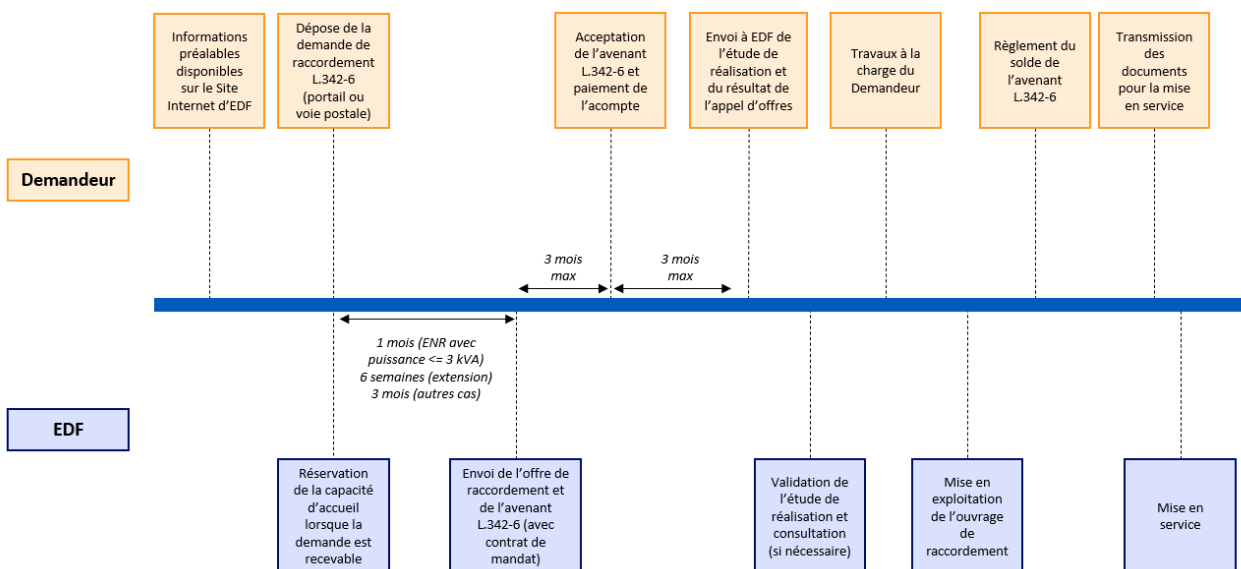 Informations
préalables
disponibles
sur le Site
Internet d’EDF
Dépose de la
demande de
raccordement
L.342-6
(portail ou
voie postale)
Acceptation
de l’avenant
L.342-6 et
paiement de
l’acompte
Envoi à EDF de
l’étude de
réalisation et
du résultat de
l’appel d’offres
Travaux à la
charge du
Demandeur
Règlement du
solde de
l’avenant
L.342-6
Transmission
des
documents
pour la mise
en service
Demandeur
3 mois
max
3 mois
max
1 mois (ENR avec
puissance <= 3 kVA)
6 semaines (extension)
3 mois (autres cas)
EDF
Réservation
de la capacité
d’accueil
lorsque la
demande est
recevable
Envoi de l’offre de
raccordement et
de l’avenant
L.342-6 (avec
contrat de
mandat)
Validation de
l’étude de
réalisation et
consultation
(si nécessaire)
Mise en
exploitation
de l’ouvrage
de
raccordement
Mise en
service